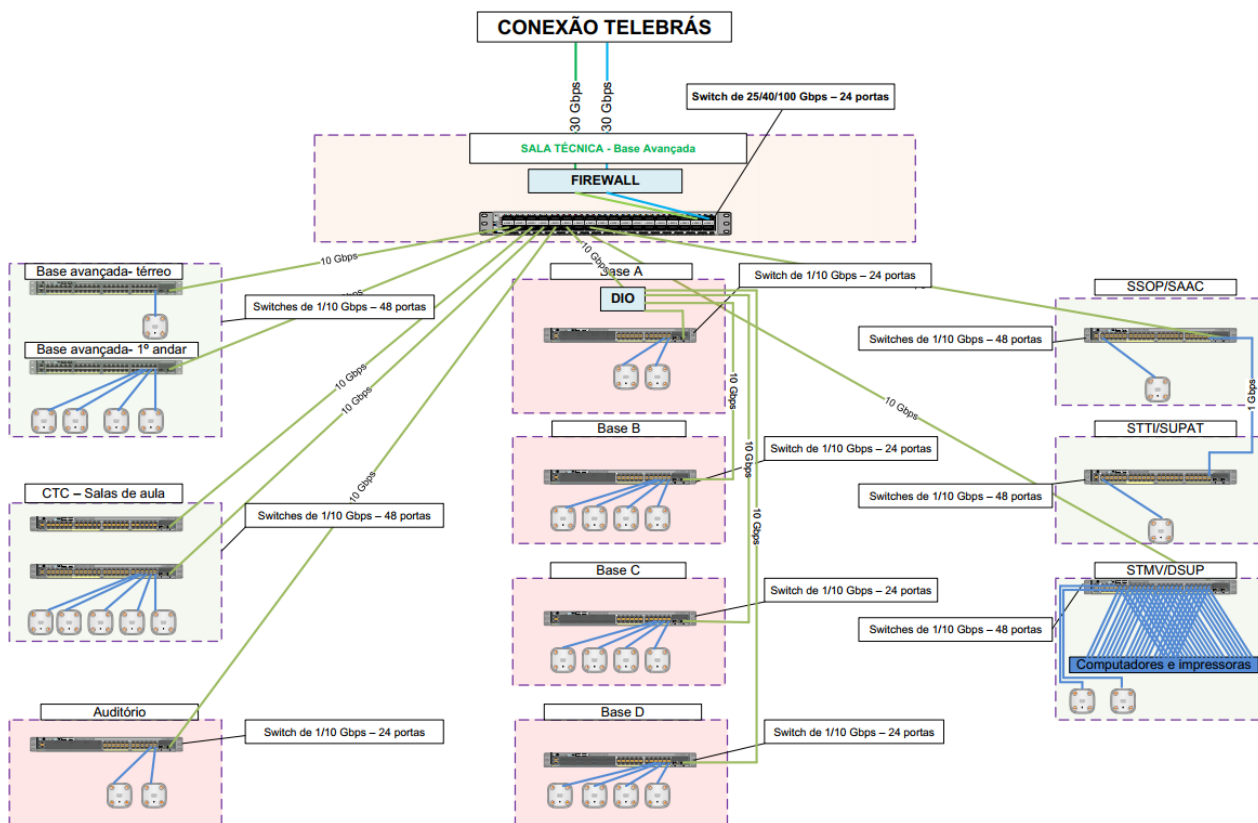 CONEXÃO TELEBRÁS
30 Gbps
30 Gbps
Switch de 25/40/100 Gbps – 24 portas
SALA TÉCNICA - Base Avançada
FIREWALL
10 Gbps
10 Gbps
Base avançada- térreo
Switches de 1/10 Gbps – 48 portas
Gbps
Base avançada- 1º andar
10 Gbps
10 Gbps
CTC – Salas de aula
Switches de 1/10 Gbps – 48 portas
10 Gbps
Auditório
Switch de 1/10 Gbps – 24 portas
Base A
DIO
Switch de 1/10 Gbps – 24 portas
10 Gbps
10 Gbps
10 Gbps
10 Gbps
Base B
Switch de 1/10 Gbps – 24 portas
Base C
Switch de 1/10 Gbps – 24 portas
Base D
Switch de 1/10 Gbps – 24 portas
SSOP/SAAC
Switches de 1/10 Gbps – 48 portas
1 Gbps
STTI/SUPAT
Switches de 1/10 Gbps – 48 portas
STMV/DSUP
Switches de 1/10 Gbps – 48 portas
Computadores e impressoras